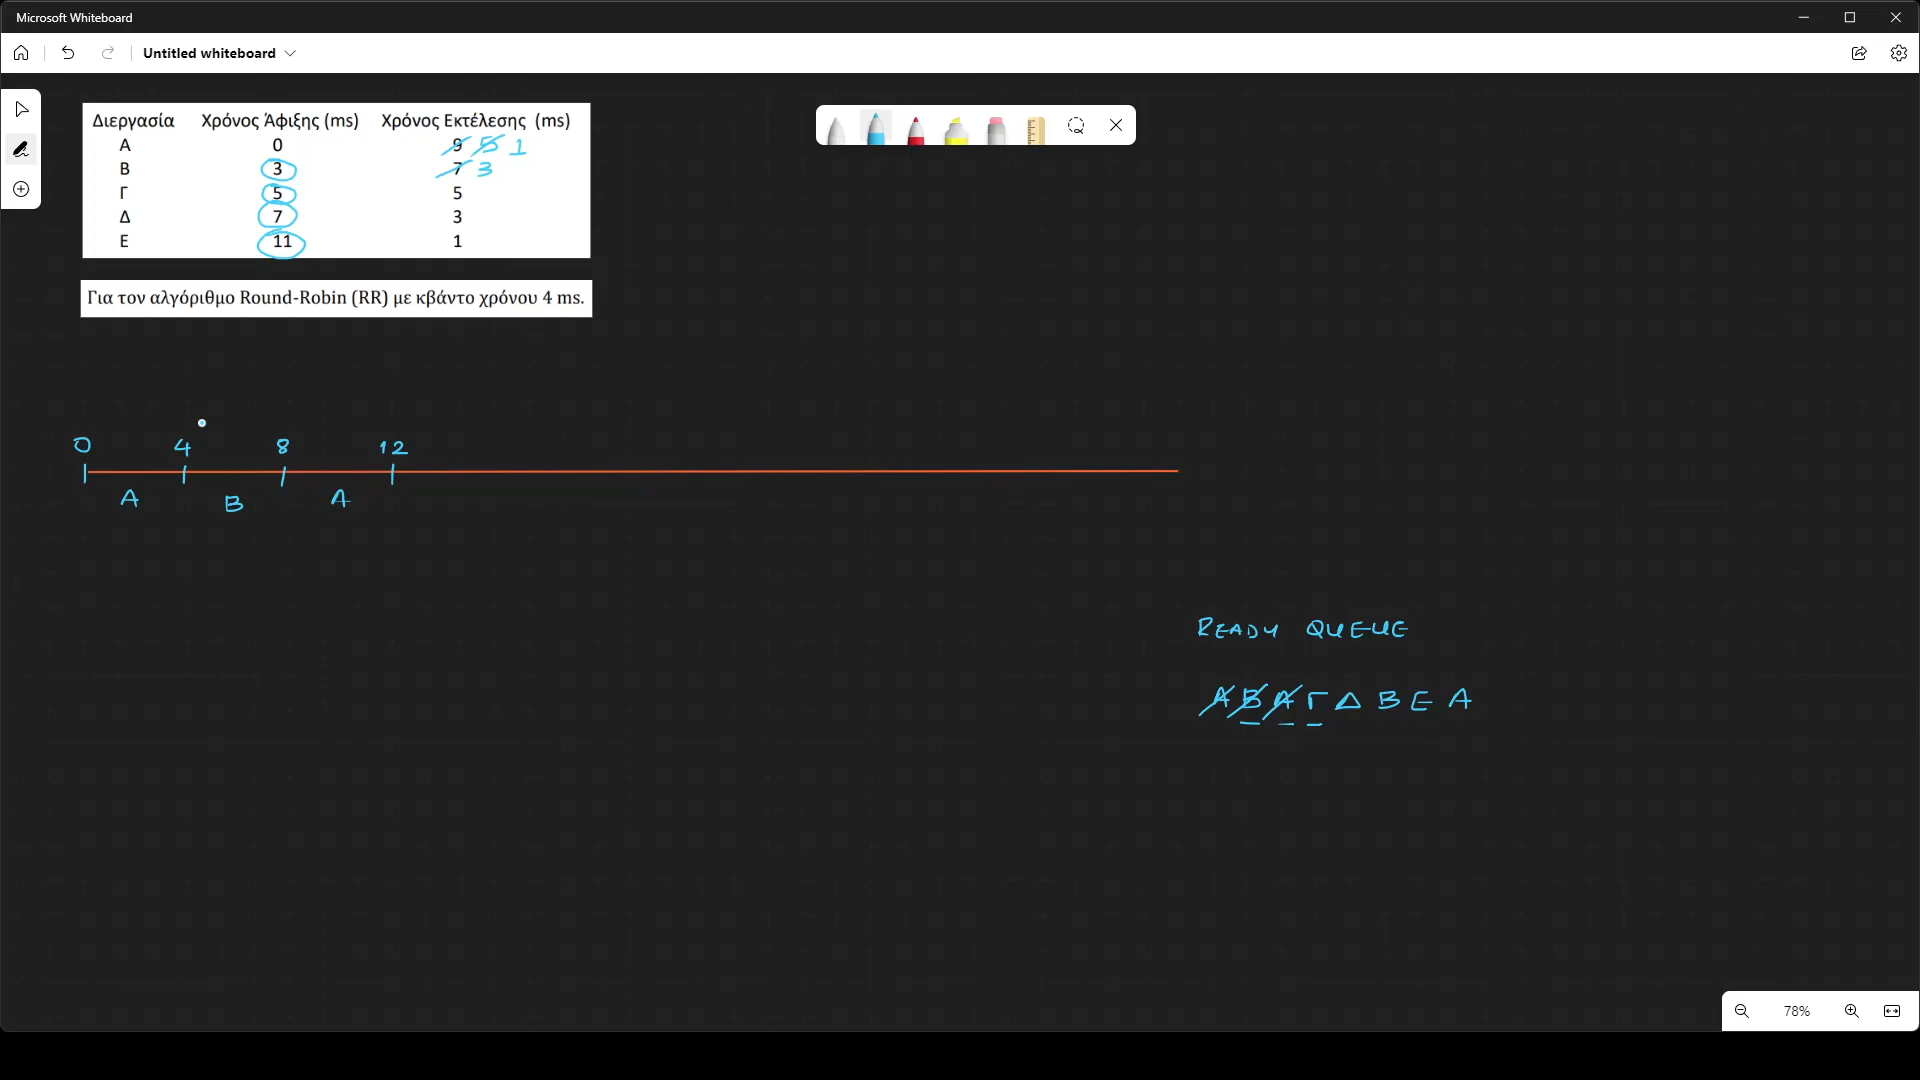 Microsoft Whiteboard
Untitled whiteboard
Διεργασία Χρόνος Άφιξης (ms) Χρόνος Εκτέλεσης (ms)
Α 0 9 5 1
Β 3 7 3
Γ 5 5
Δ 7 3
Ε 11 1
Για τον αλγόριθμο Round-Robin (RR) με κβάντο χρόνου 4 ms.
0 4 8 12
A B A
READY QUEUE
A B A Γ Δ B E A
78%